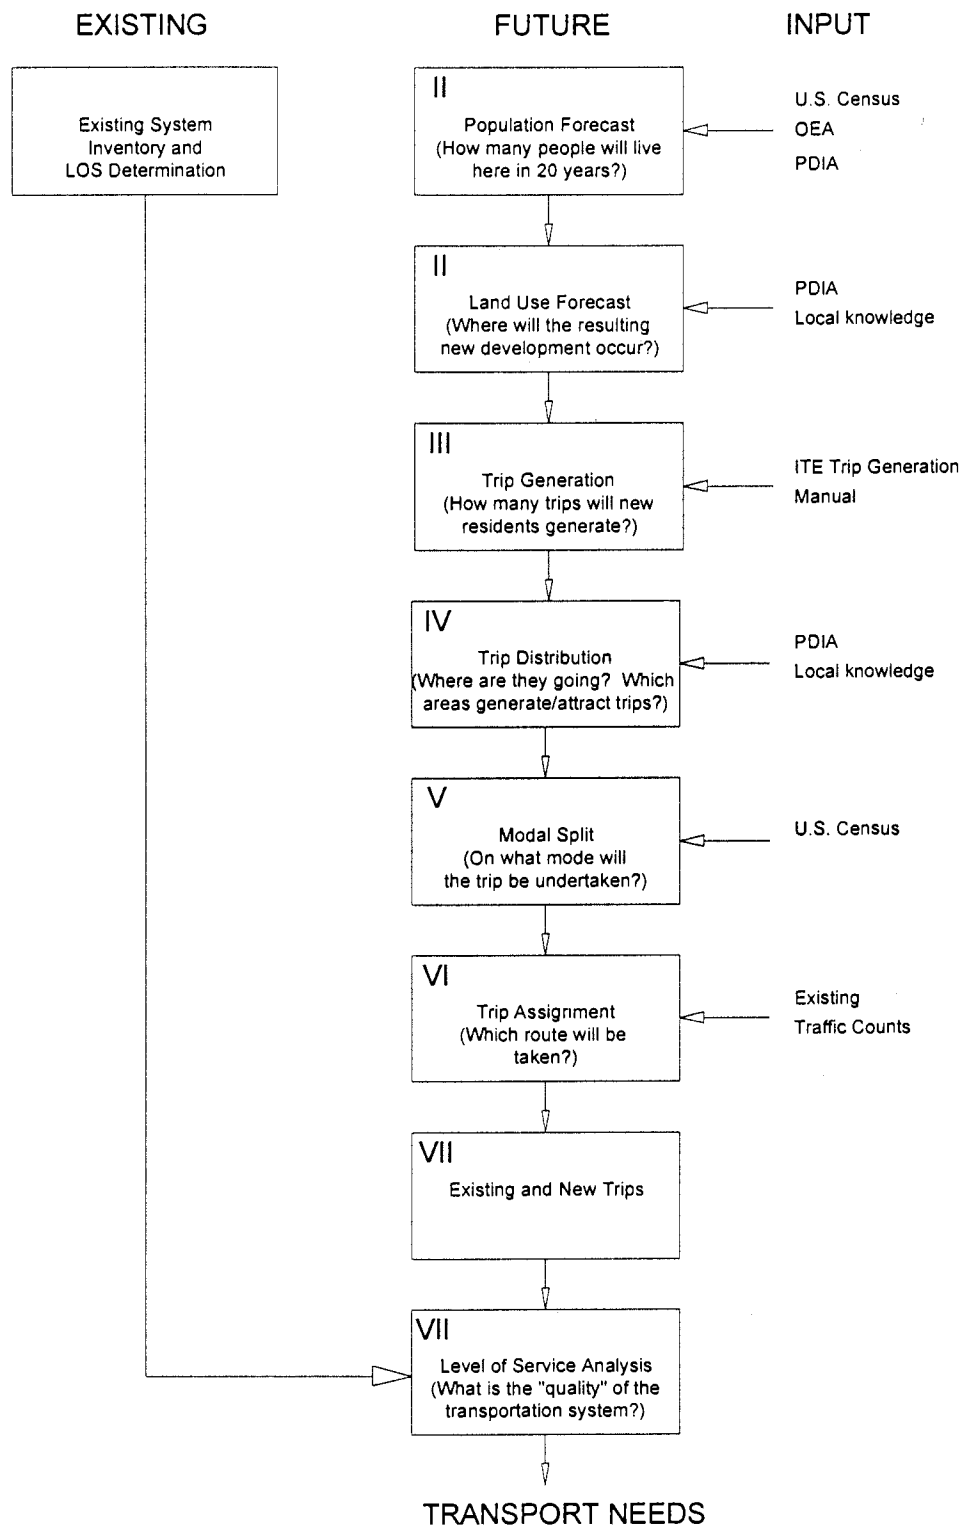 EXISTING
FUTURE
INPUT
Existing System
Inventory and
LOS Determination
II
Population Forecast
(How many people will live
here in 20 years?)
U.S. Census
OEA
PDIA
II
Land Use Forecast
(Where will the resulting
new development occur?)
PDIA
Local knowledge
III
Trip Generation
(How many trips will new
residents generate?)
ITE Trip Generation
Manual
IV
Trip Distribution
(Where are they going? Which
areas generate/attract trips?)
PDIA
Local knowledge
V
Modal Split
(On what mode will
the trip be undertaken?)
U.S. Census
VI
Trip Assignment
(Which route will be
taken?)
Existing
Traffic Counts
VII
Existing and New Trips
VII
Level of Service Analysis
(What is the "quality" of the
transportation system?)
TRANSPORT NEEDS